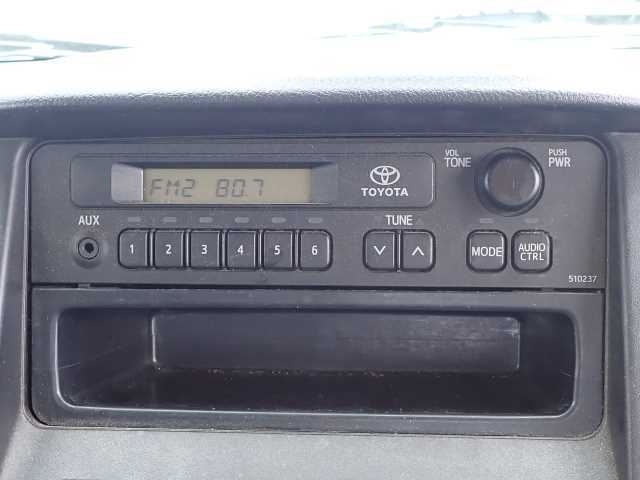 FM2 80.7
TOYOTA
VOL
TONE
PUSH
PWR
AUX
TUNE
1 2 3 4 5 6
MODE
AUDIO
CTRL
510237